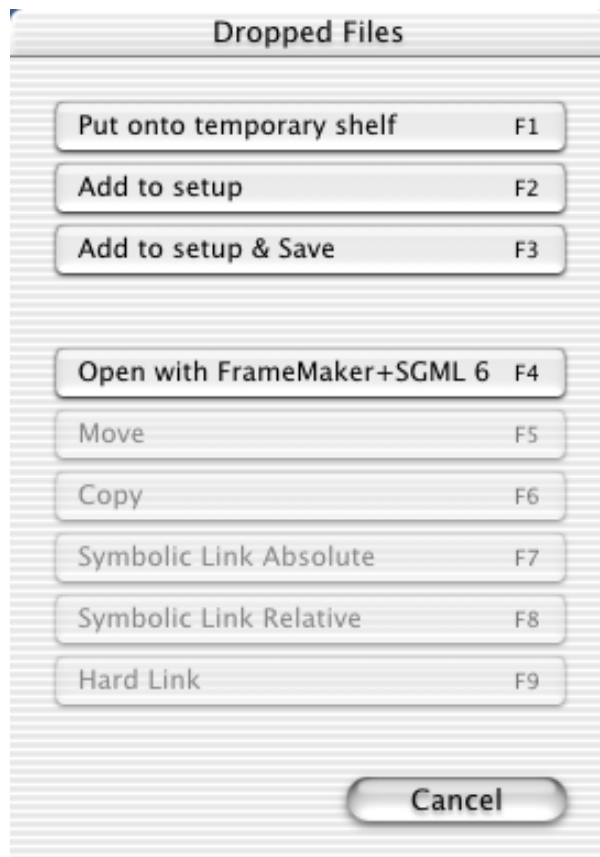 Dropped Files
Put onto temporary shelf F1
Add to setup F2
Add to setup & Save F3
Open with FrameMaker+SGML 6 F4
Move F5
Copy F6
Symbolic Link Absolute F7
Symbolic Link Relative F8
Hard Link F9
Cancel